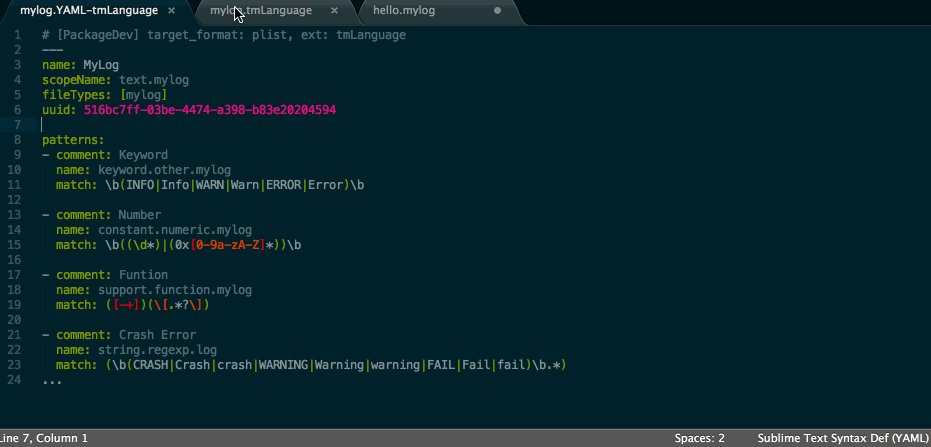 mylog.YAML-tmLanguage × mylog.tmLanguage × hello.mylog
1 # [PackageDev] target_format: plist, ext: tmLanguage
2 ---
3 name: MyLog
4 scopeName: text.mylog
5 fileTypes: [mylog]
6 uuid: 516bc7ff-03be-4474-a398-b83e20204594
7
8 patterns:
9 - comment: Keyword
10 name: keyword.other.mylog
11 match: \b(INFO|Info|WARN|Warn|ERROR|Error)\b
12
13 - comment: Number
14 name: constant.numeric.mylog
15 match: \b((\d*)|(0x[0-9a-zA-Z]*))\b
16
17 - comment: Funtion
18 name: support.function.mylog
19 match: ([-+])(\[.*?\])
20
21 - comment: Crash Error
22 name: string.regexp.log
23 match: (\b(CRASH|Crash|crash|WARNING|Warning|warning|FAIL|Fail|fail)\b.*)
24 ...
Line 7, Column 1 Spaces: 2 Sublime Text Syntax Def (YAML)